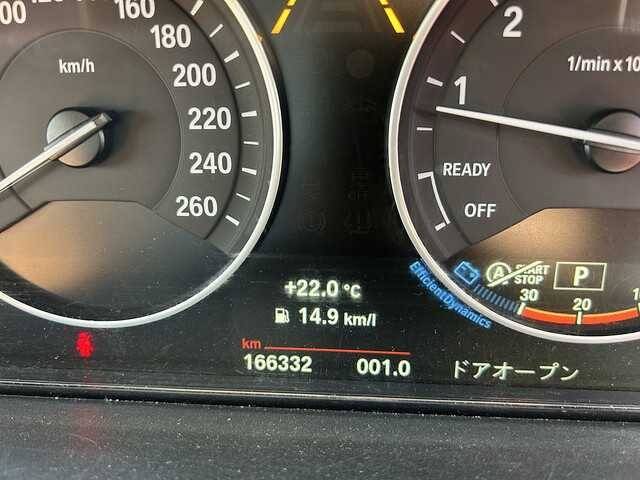 160
180
km/h
200
220
240
260
2
1/min x10
1
READY
OFF
+22.0 °C
14.9 km/l
km
166332 001.0
ドアオープン
EfficientDynamics
A START STOP
P
30 20